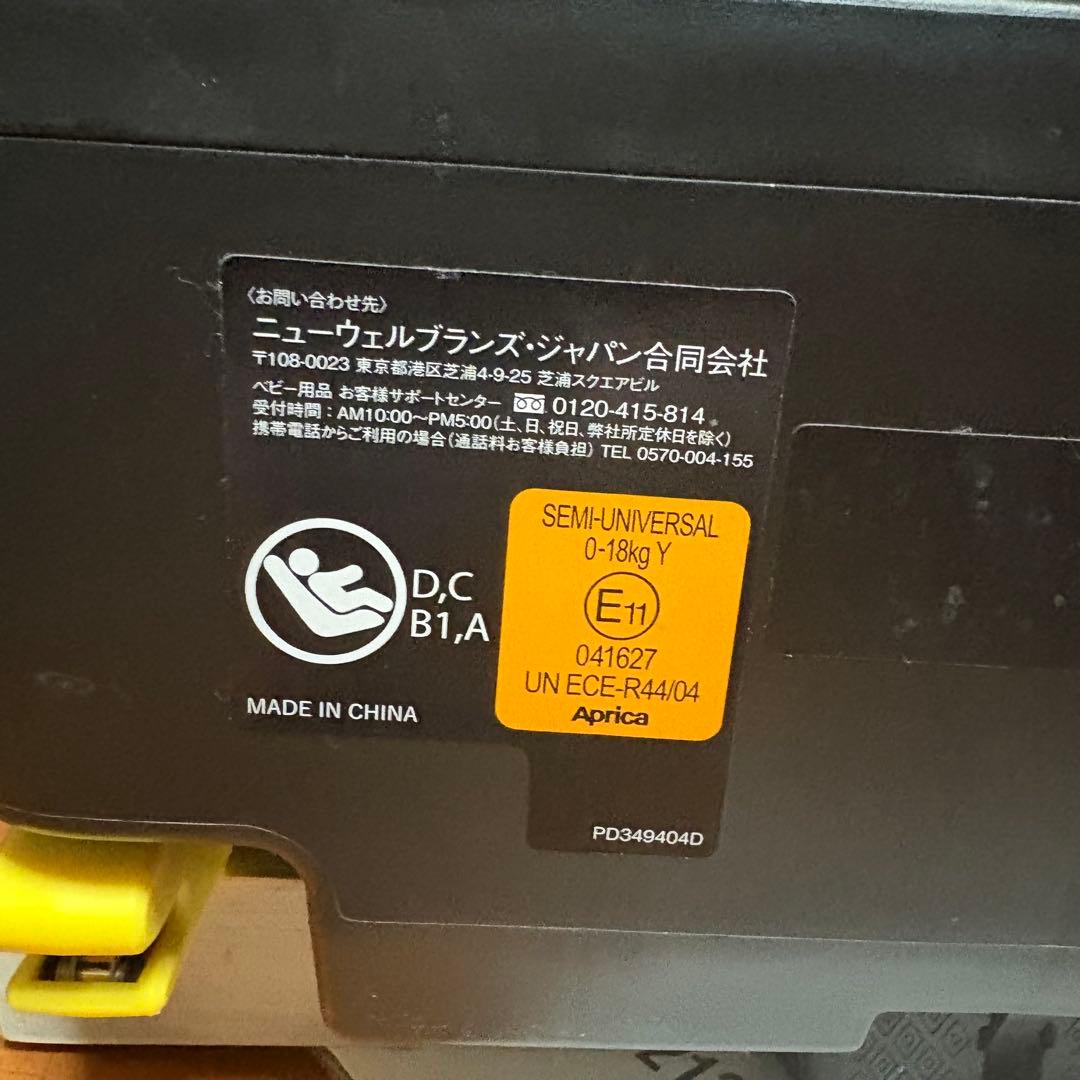 〈お問い合わせ先〉
ニューウェルブランズ・ジャパン合同会社
〒108-0023 東京都港区芝浦4-9-25 芝浦スクエアビル
ベビー用品 お客様サポートセンター 0120-415-814
受付時間：AM10:00～PM5:00(土、日、祝日、弊社所定休日を除く)
携帯電話からご利用の場合(通話料お客様負担) TEL 0570-004-155
D,C
B1,A
MADE IN CHINA
SEMI-UNIVERSAL
0-18kg Y
E11
041627
UN ECE-R44/04
Aprica
PD349404D